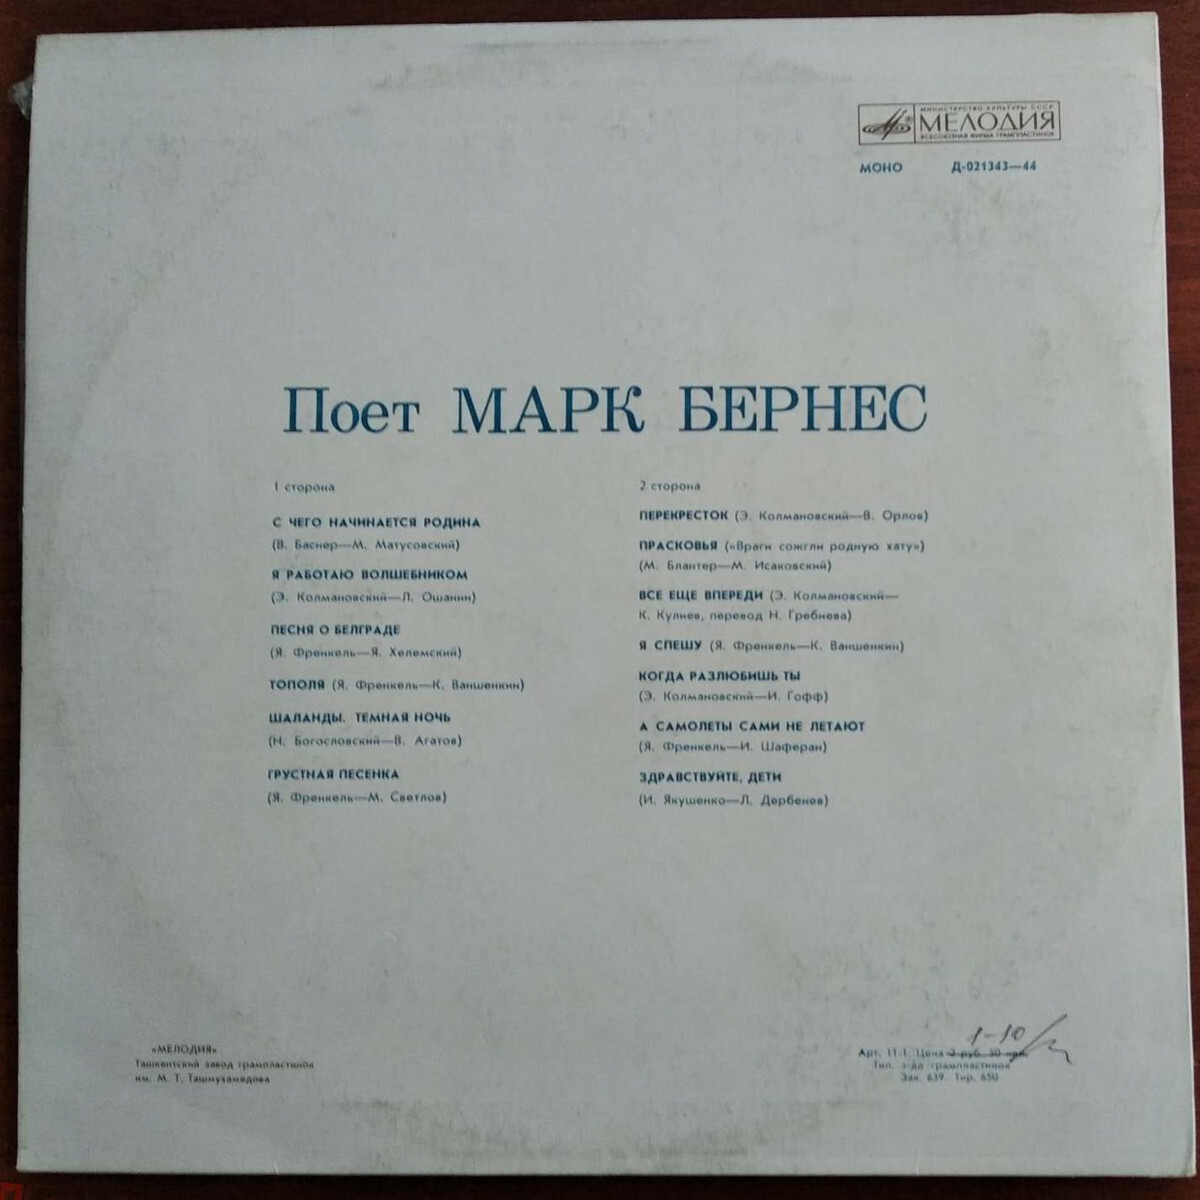 МИНИСТЕРСТВО КУЛЬТУРЫ СССР
МЕЛОДИЯ
ВСЕСОЮЗНАЯ ФИРМА ГРАМПЛАСТИНОК
МОНО Д-021343—44
Поет МАРК БЕРНЕС
1 сторона
С ЧЕГО НАЧИНАЕТСЯ РОДИНА
(В. Баснер—М. Матусовский)
Я РАБОТАЮ ВОЛШЕБНИКОМ
(Э. Колмановский—Л. Ошанин)
ПЕСНЯ О БЕЛГРАДЕ
(Я. Френкель—Я. Хелемский)
ТОПОЛЯ (Я. Френкель—К. Ваншенкин)
ШАЛАНДЫ. ТЕМНАЯ НОЧЬ
(Н. Богословский—В. Агатов)
ГРУСТНАЯ ПЕСЕНКА
(Я. Френкель—М. Светлов)
2 сторона
ПЕРЕКРЕСТОК (Э. Колмановский—В. Орлов)
ПРАСКОВЬЯ («Враги сожгли родную хату»)
(М. Блантер—М. Исаковский)
ВСЕ ЕЩЕ ВПЕРЕДИ (Э. Колмановский—
К. Кулиев, перевод Н. Гребнева)
Я СПЕШУ (Я. Френкель—К. Ваншенкин)
КОГДА РАЗЛЮБИШЬ ТЫ
(Э. Колмановский—И. Гофф)
А САМОЛЕТЫ САМИ НЕ ЛЕТАЮТ
(Я. Френкель—И. Шаферан)
ЗДРАВСТВУЙТЕ, ДЕТИ
(И. Якушенко—Л. Дербенев)
«МЕЛОДИЯ»
Ташкентский завод грампластинок
им. М. Т. Ташмухамедова
1-10
Арт. 11-1. Цена 2 руб. 50 коп.
Тип. з-да грампластинок
Зак. 639. Тир. 650